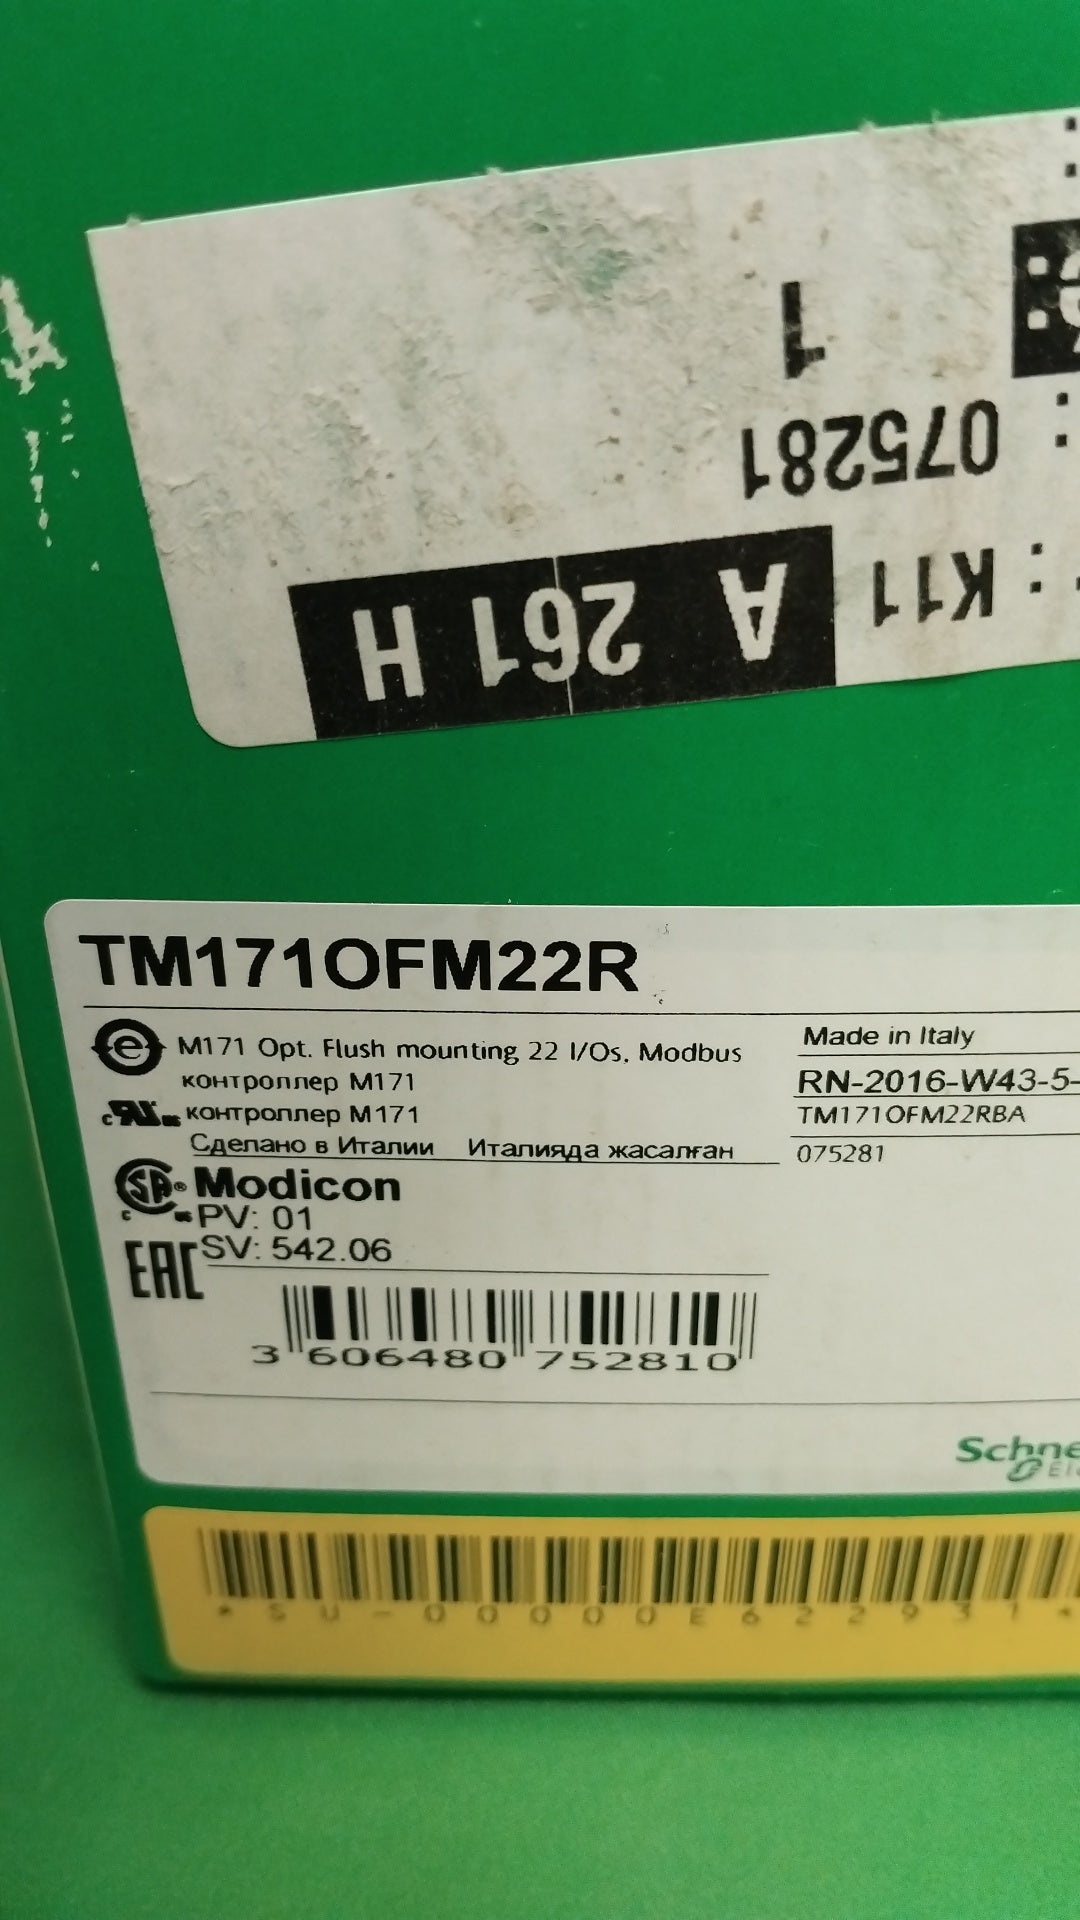 1
: 075281
: K11
A 261 H
TM171OFM22R
M171 Opt. Flush mounting 22 I/Os, Modbus
контроллер M171
контроллер M171
Сделано в Италии Италияда жасалған
Modicon
PV: 01
SV: 542.06
EAC
3 606480 752810
Made in Italy
RN-2016-W43-5-
TM171OFM22RBA
075281
*SU-00000E622931*